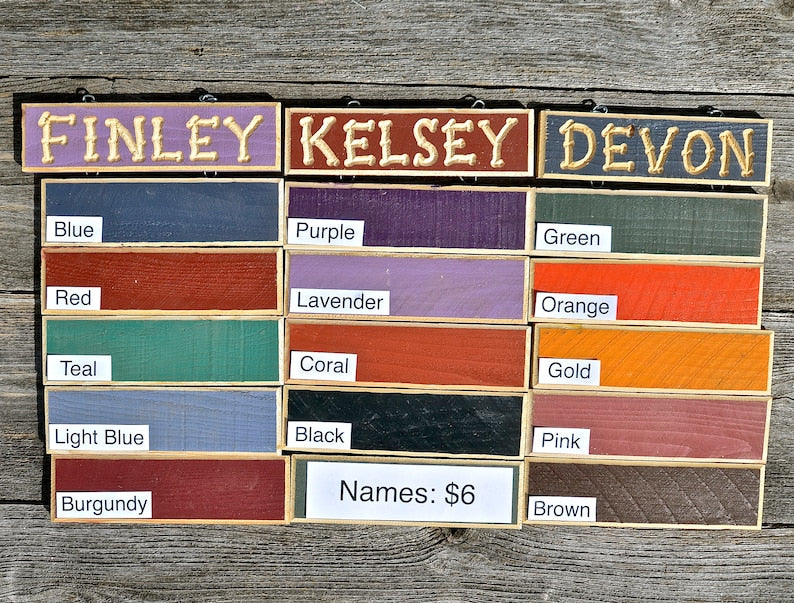 FINLEY KELSEY DEVON
Blue Purple Green
Red Lavender Orange
Teal Coral Gold
Light Blue Black Pink
Burgundy Names: $6 Brown